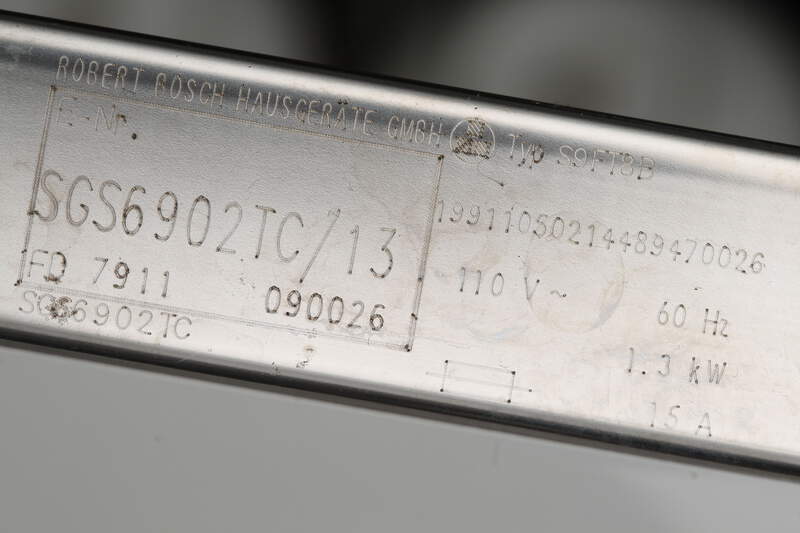 ROBERT BOSCH HAUSGERÄTE GMBH Typ S9FT8B
E-Nr.
SGS6902TC/13
19911050214489470026
FD 7911 090026
110 V~ 60 Hz
SGS6902TC
1.3 kW
15 A